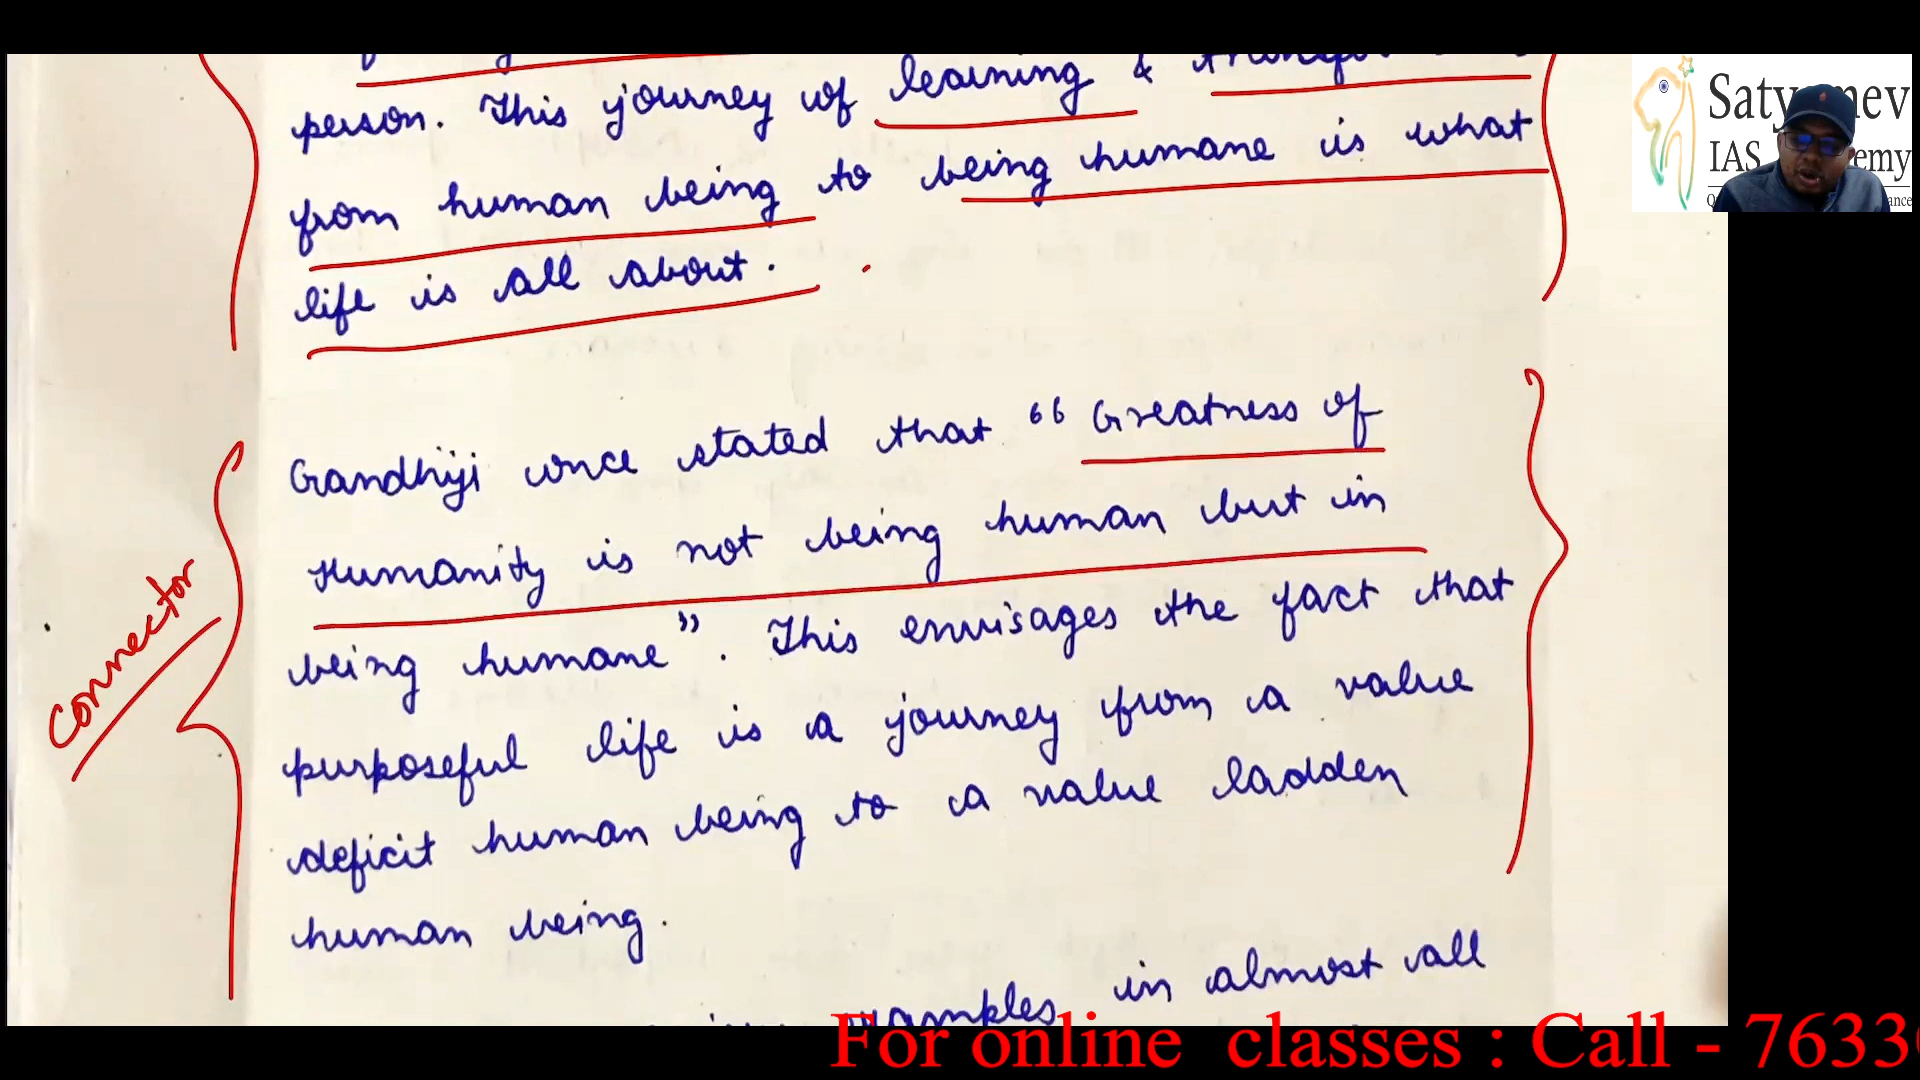 person. This journey of learning &
from human being to being humane is what
life is all about.
Gandhiji once stated that “Greatness of
Humanity is not being human but in
being humane”. This envisages the fact that
purposeful life is a journey from a value
deficit human being to a value ladden
human being.
examples in almost all
Connector
IAS
For online classes : Call - 7633